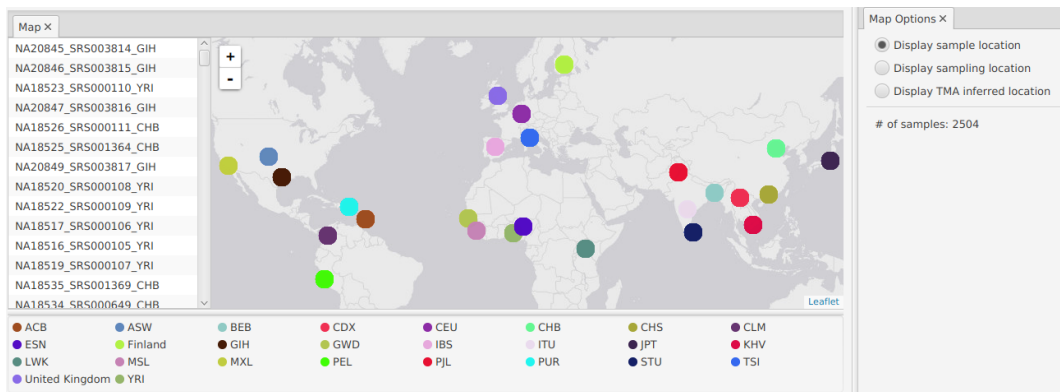 Map ×
NA20845_SRS003814_GIH
NA20846_SRS003815_GIH
NA18523_SRS000110_YRI
NA20847_SRS003816_GIH
NA18526_SRS000111_CHB
NA18525_SRS001364_CHB
NA20849_SRS003817_GIH
NA18520_SRS000108_YRI
NA18522_SRS000109_YRI
NA18517_SRS000106_YRI
NA18516_SRS000105_YRI
NA18519_SRS000107_YRI
NA18535_SRS001369_CHB
NA18534_SRS000649_CHB
+
-
Leaflet
ACB ASW BEB CDX CEU CHB CHS CLM
ESN Finland GIH GWD IBS ITU JPT KHV
LWK MSL MXL PEL PJL PUR STU TSI
United Kingdom YRI
Map Options ×
Display sample location
Display sampling location
Display TMA inferred location
# of samples: 2504